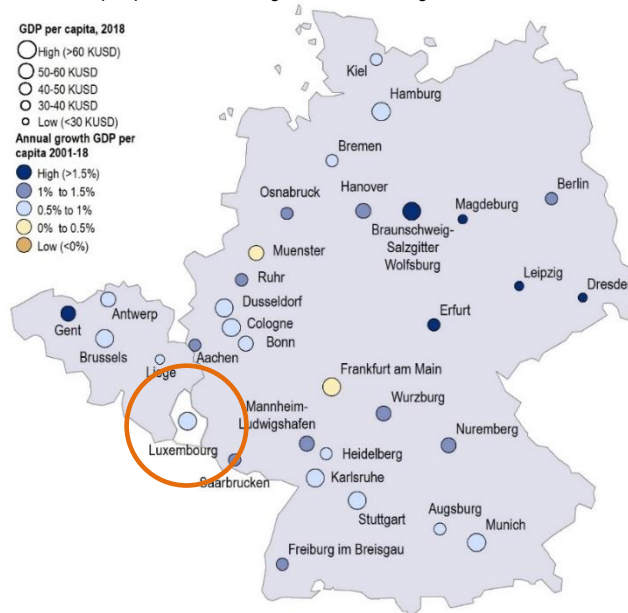 GDP per capita, 2018
High (>60 KUSD)
50-60 KUSD
40-50 KUSD
30-40 KUSD
Low (<30 KUSD)
Annual growth GDP per
capita 2001-18
High (>1.5%)
1% to 1.5%
0.5% to 1%
0% to 0.5%
Low (<0%)
Kiel
Hamburg
Bremen
Osnabruck
Hanover
Berlin
Magdeburg
Braunschweig-
Salzgitter
Wolfsburg
Muenster
Ruhr
Leipzig
Dresde
Dusseldorf
Antwerp
Gent
Cologne
Erfurt
Brussels
Bonn
Aachen
Liege
Frankfurt am Main
Wurzburg
Mannheim-
Ludwigshafen
Nuremberg
Luxembourg
Heidelberg
Saarbrucken
Karlsruhe
Stuttgart
Augsburg
Munich
Freiburg im Breisgau